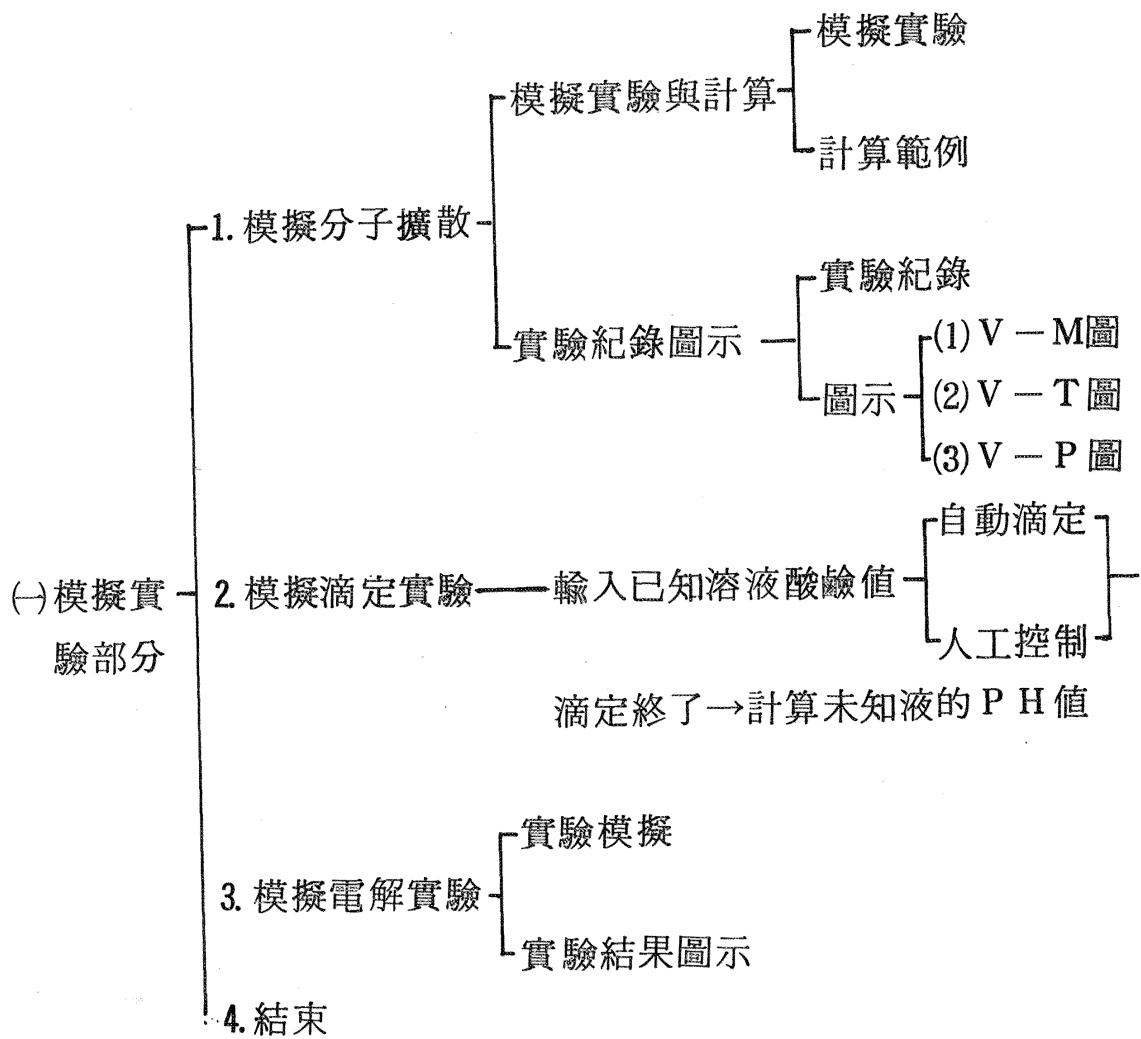 ㈠模擬實
驗部分
1. 模擬分子擴散
模擬實驗與計算
模擬實驗
計算範例
實驗紀錄圖示
實驗紀錄
圖示
(1) V － M圖
(2) V － T 圖
(3) V － P 圖
2. 模擬滴定實驗
輸入已知溶液酸鹼值
自動滴定
人工控制
滴定終了→計算未知液的 P H 值
3. 模擬電解實驗
實驗模擬
實驗結果圖示
4. 結束